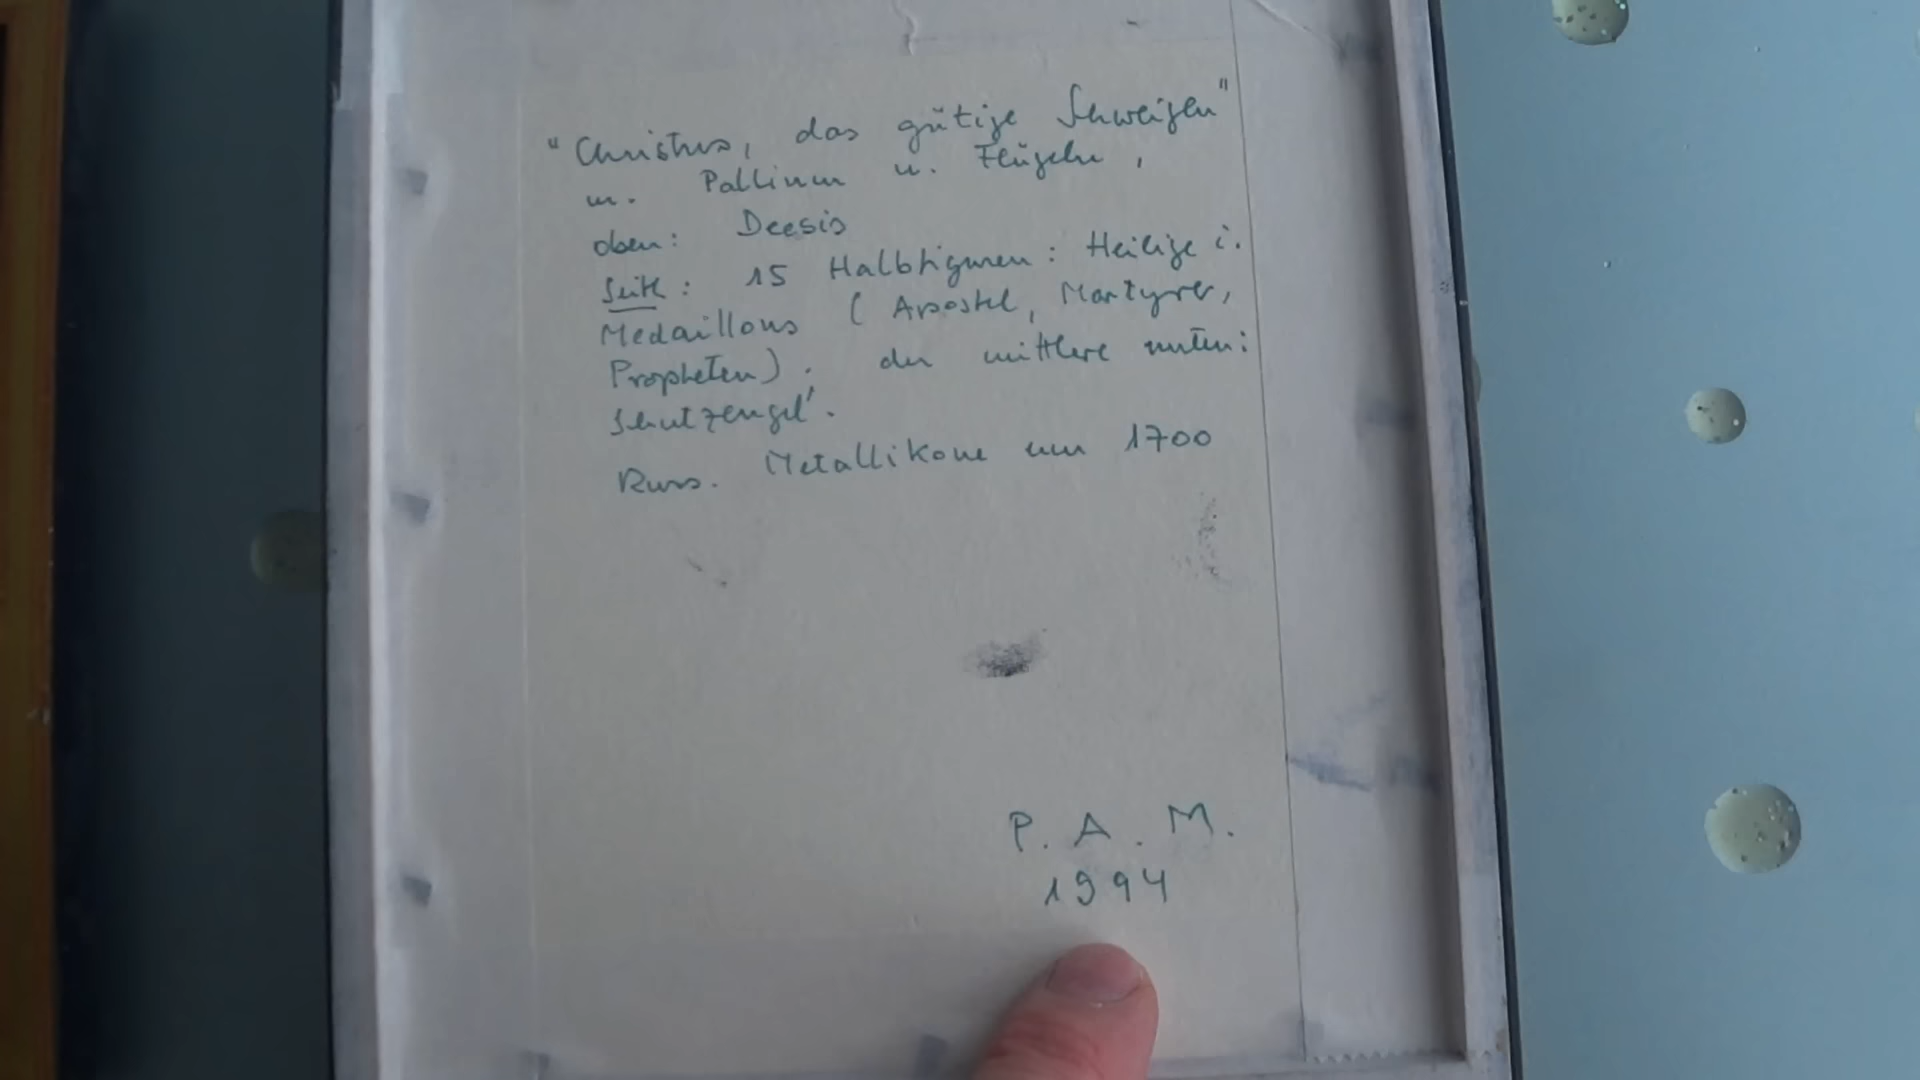 "Christus, das gütige Schweigen"
m. Pallium u. Flügeln,
oben: Deesis
Seitl: 15 Halbfiguren: Heilige i.
Medaillons (Apostel, Martyrer,
Propheten). der mittlere unten:
Schutzengel'.
Russ. Metallikone um 1700
P. A. M.
1994